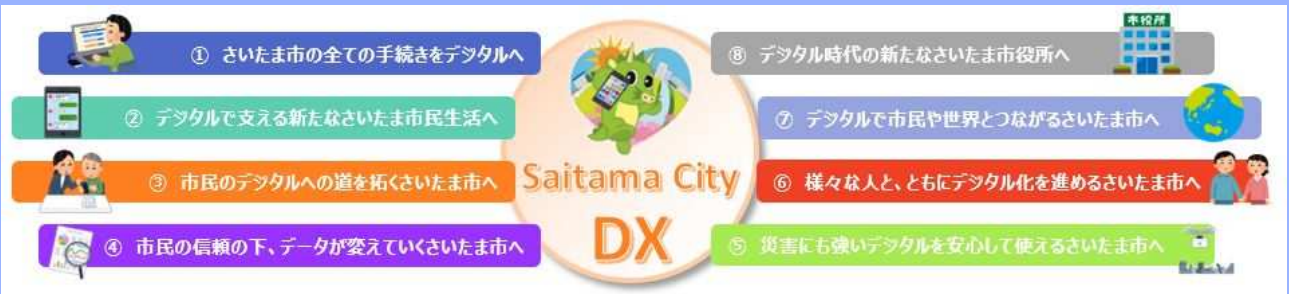 ① さいたま市の全ての手続きをデジタルへ
② デジタルで支える新たなさいたま市民生活へ
③ 市民のデジタルへの道を拓くさいたま市へ
④ 市民の信頼の下、データが変えていくさいたま市へ
Saitama City
DX
市役所
⑧ デジタル時代の新たなさいたま市役所へ
⑦ デジタルで市民や世界とつながるさいたま市へ
⑥ 様々な人と、ともにデジタル化を進めるさいたま市へ
⑤ 災害にも強いデジタルを安心して使えるさいたま市へ